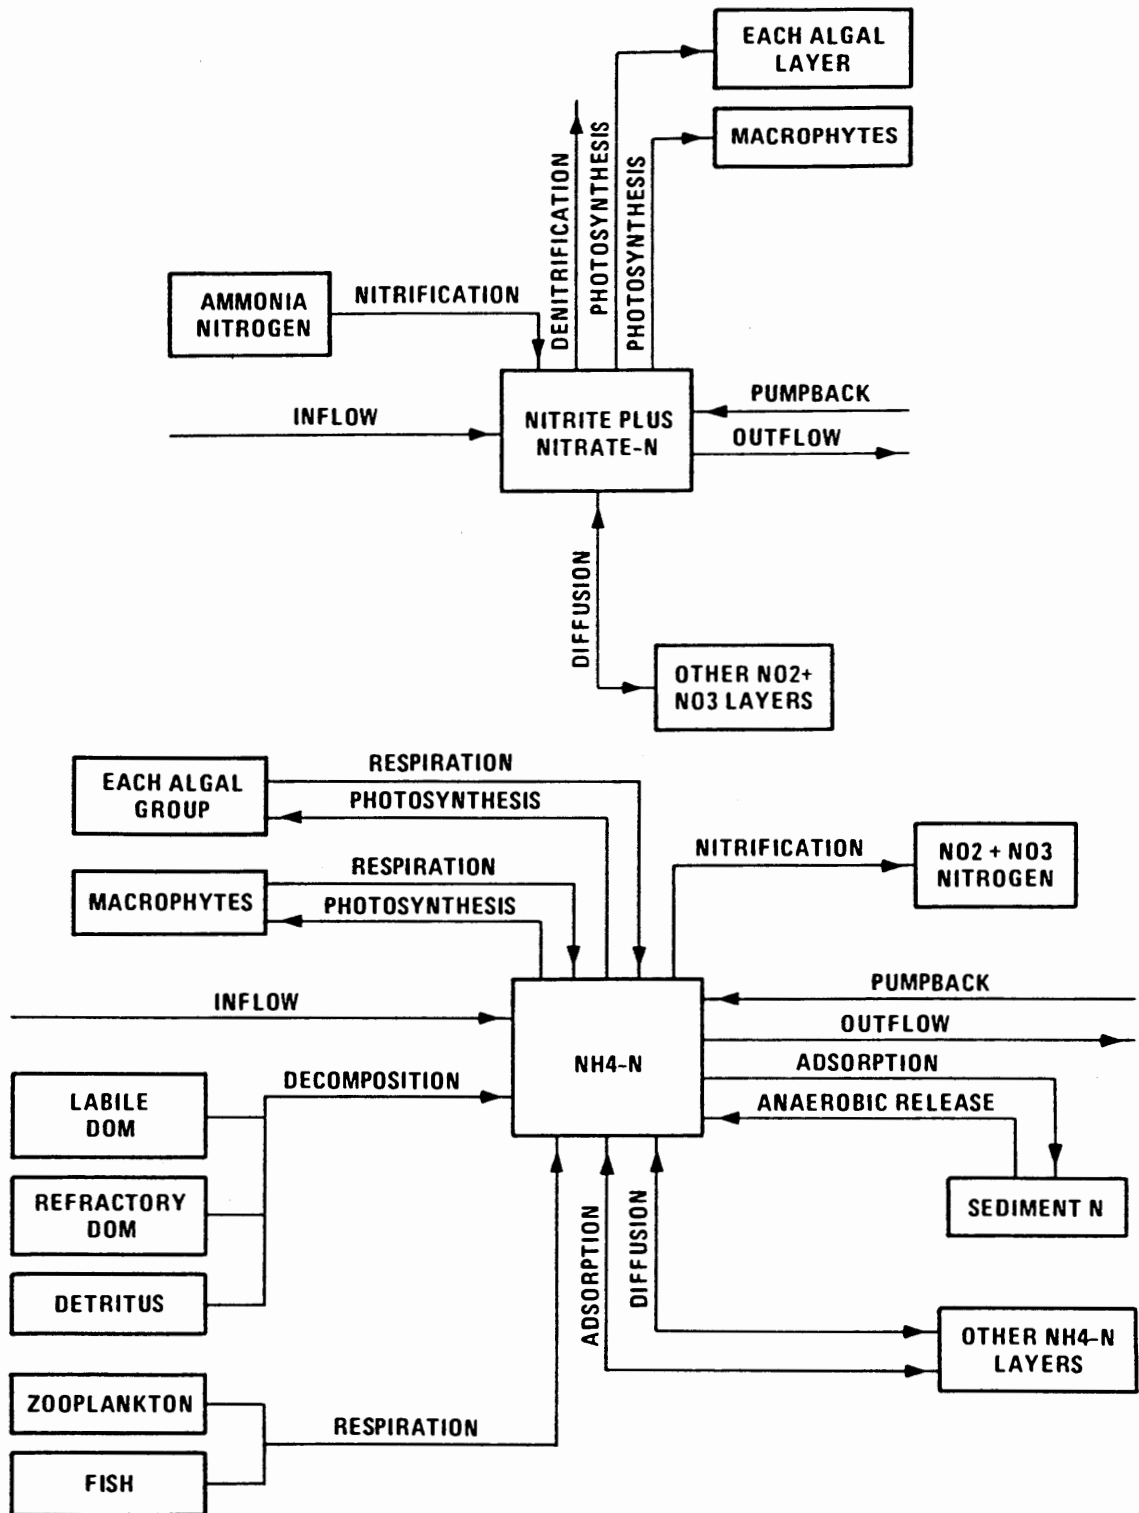 EACH ALGAL
LAYER
MACROPHYTES
DENITRIFICATION
PHOTOSYNTHESIS
PHOTOSYNTHESIS
AMMONIA
NITROGEN
NITRIFICATION
INFLOW
NITRITE PLUS
NITRATE-N
PUMPBACK
OUTFLOW
DIFFUSION
OTHER NO2+
NO3 LAYERS
EACH ALGAL
GROUP
RESPIRATION
PHOTOSYNTHESIS
MACROPHYTES
RESPIRATION
PHOTOSYNTHESIS
NITRIFICATION
NO2 + NO3
NITROGEN
INFLOW
NH4-N
PUMPBACK
OUTFLOW
ADSORPTION
ANAEROBIC RELEASE
SEDIMENT N
LABILE
DOM
DECOMPOSITION
REFRACTORY
DOM
DETRITUS
ADSORPTION
DIFFUSION
OTHER NH4-N
LAYERS
ZOOPLANKTON
RESPIRATION
FISH